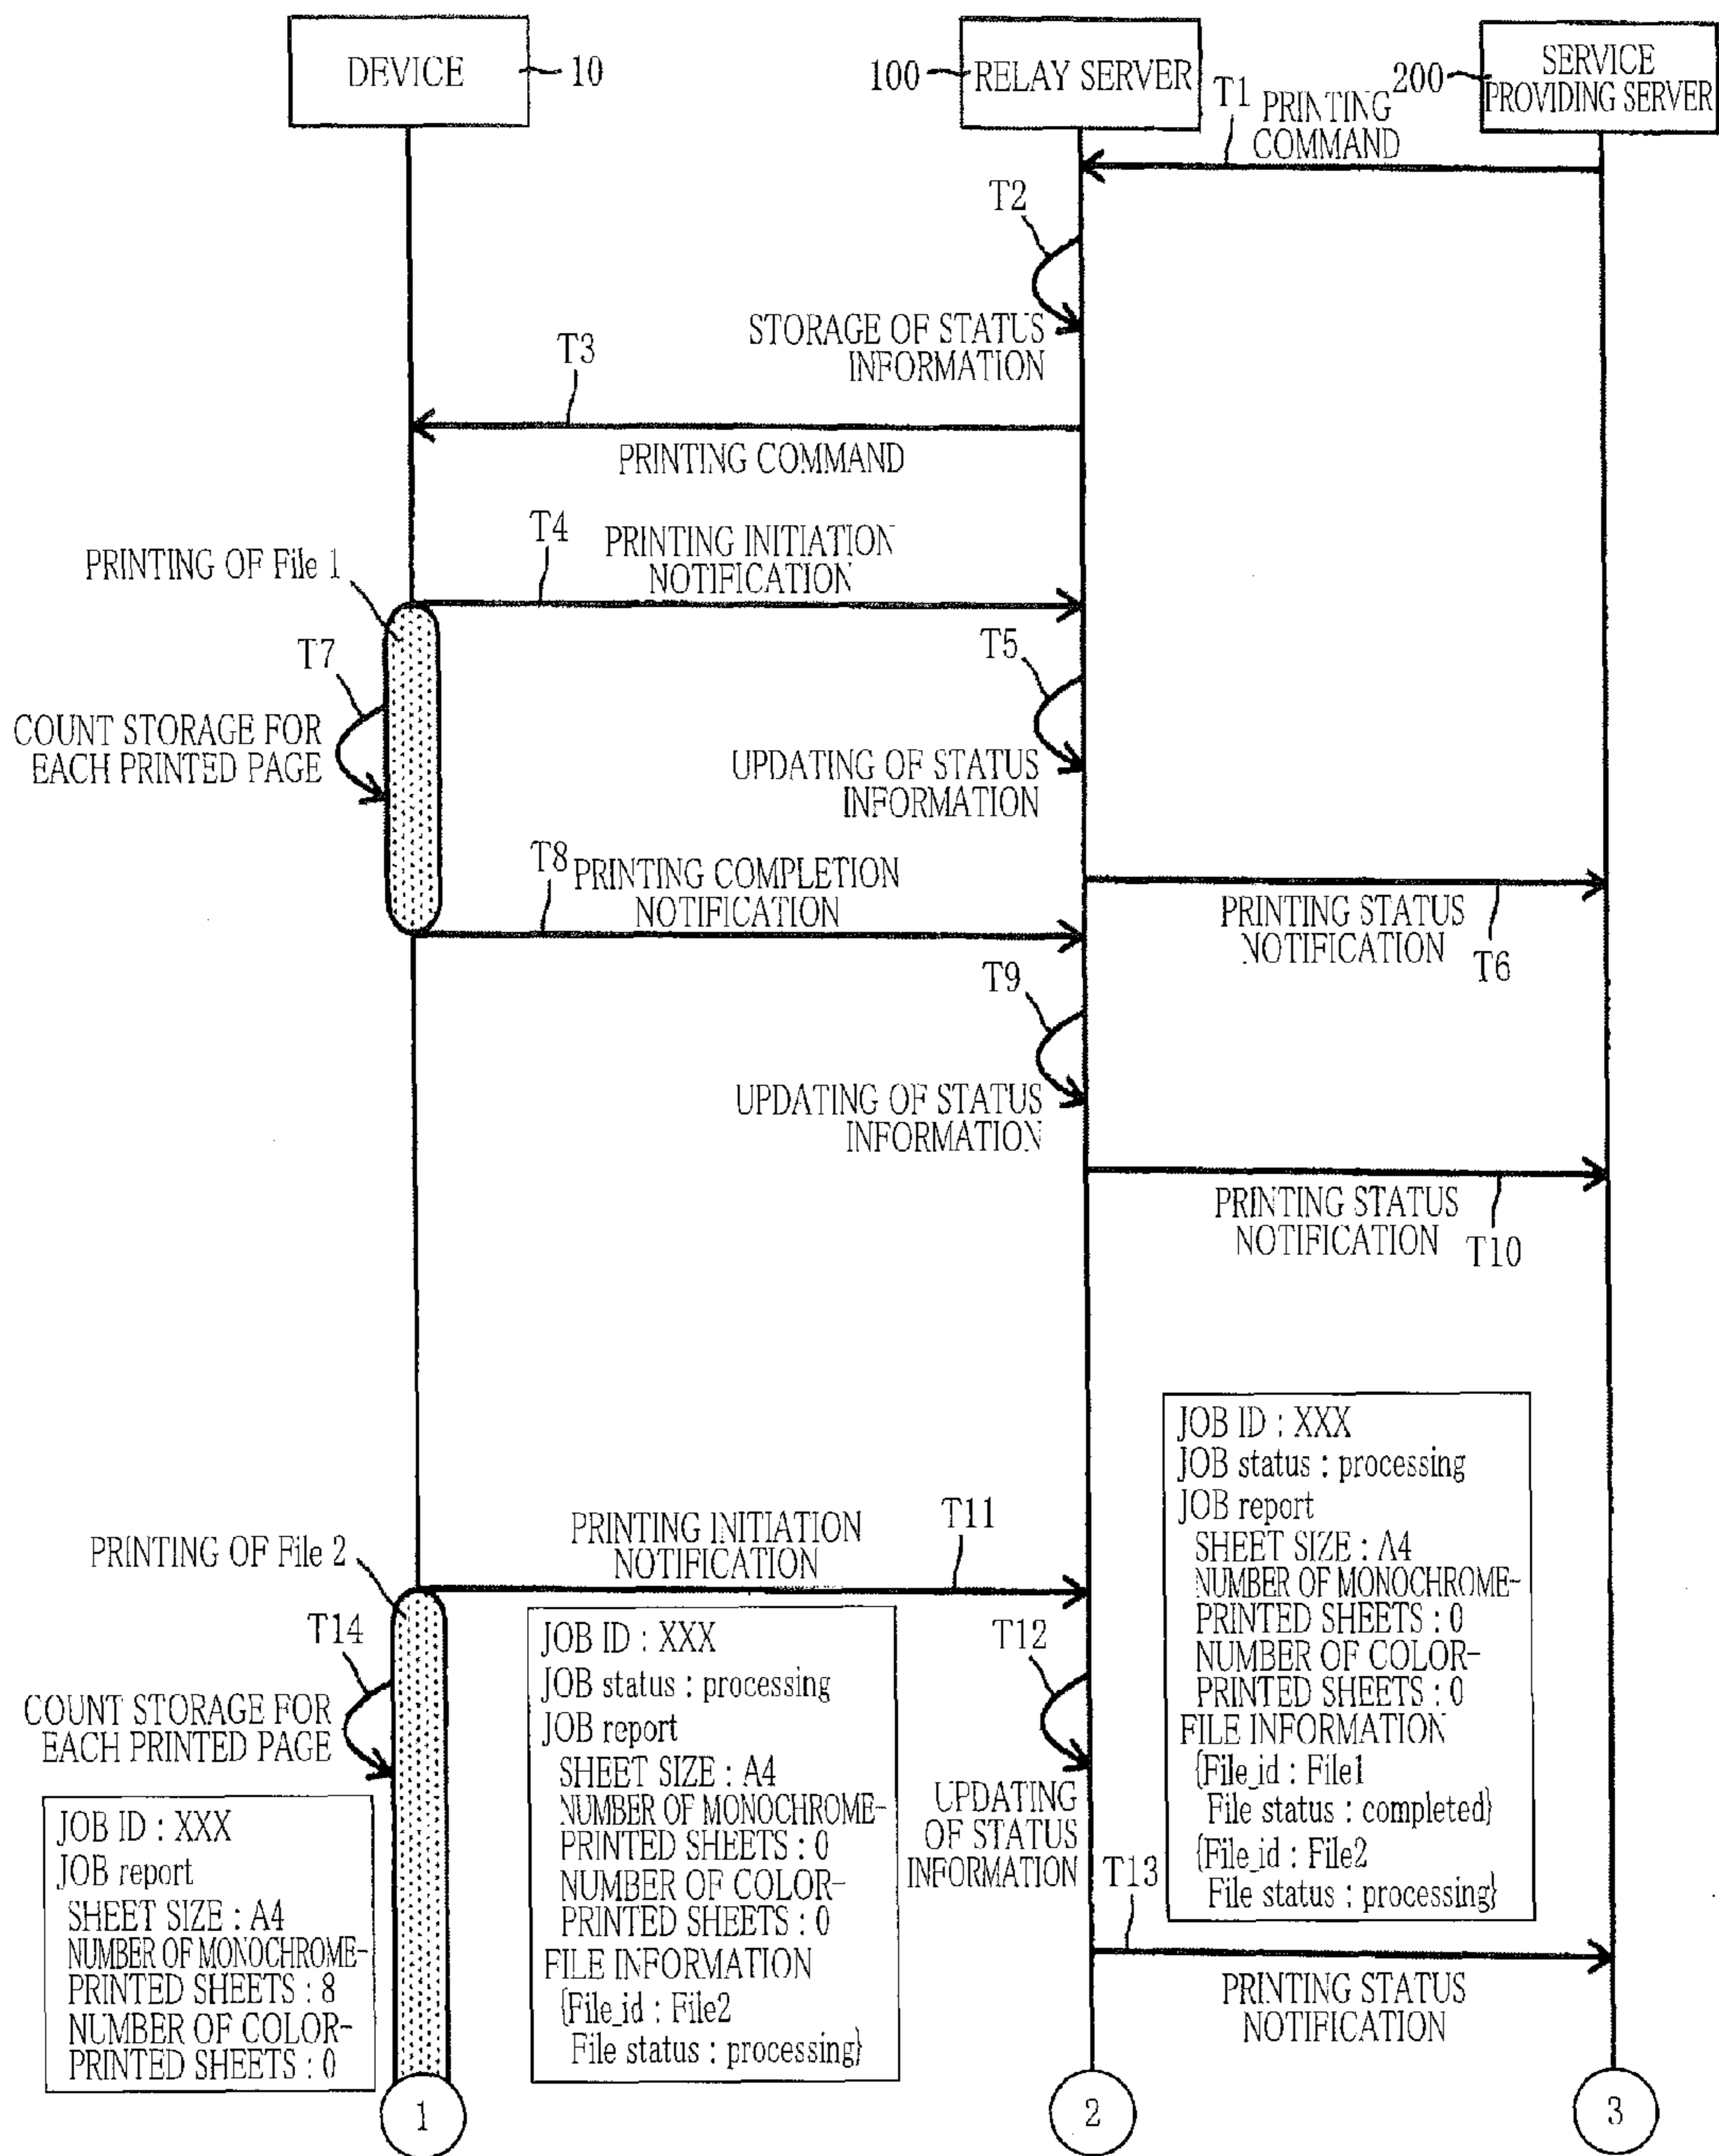 DEVICE
10
100
RELAY SERVER
200
SERVICE
PROVIDING SERVER
T1
PRINTING
COMMAND
T2
STORAGE OF STATUS
INFORMATION
T3
PRINTING COMMAND
T4
PRINTING INITIATION
NOTIFICATION
PRINTING OF File 1
T7
COUNT STORAGE FOR
EACH PRINTED PAGE
T5
UPDATING OF STATUS
INFORMATION
T8
PRINTING COMPLETION
NOTIFICATION
PRINTING STATUS
NOTIFICATION
T6
T9
UPDATING OF STATUS
INFORMATION
PRINTING STATUS
NOTIFICATION
T10
JOB ID : XXX
JOB status : processing
JOB report
SHEET SIZE : A4
NUMBER OF MONOCHROME-
PRINTED SHEETS : 0
NUMBER OF COLOR-
PRINTED SHEETS : 0
FILE INFORMATION
{File_id : File1
File status : completed}
{File_id : File2
File status : processing}
PRINTING INITIATION
NOTIFICATION
T11
PRINTING OF File 2
T14
COUNT STORAGE FOR
EACH PRINTED PAGE
JOB ID : XXX
JOB report
SHEET SIZE : A4
NUMBER OF MONOCHROME-
PRINTED SHEETS : 8
NUMBER OF COLOR-
PRINTED SHEETS : 0
JOB ID : XXX
JOB status : processing
JOB report
SHEET SIZE : A4
NUMBER OF MONOCHROME-
PRINTED SHEETS : 0
NUMBER OF COLOR-
PRINTED SHEETS : 0
FILE INFORMATION
{File_id : File2
File status : processing}
T12
UPDATING
OF STATUS
INFORMATION
T13
PRINTING STATUS
NOTIFICATION
1
2
3